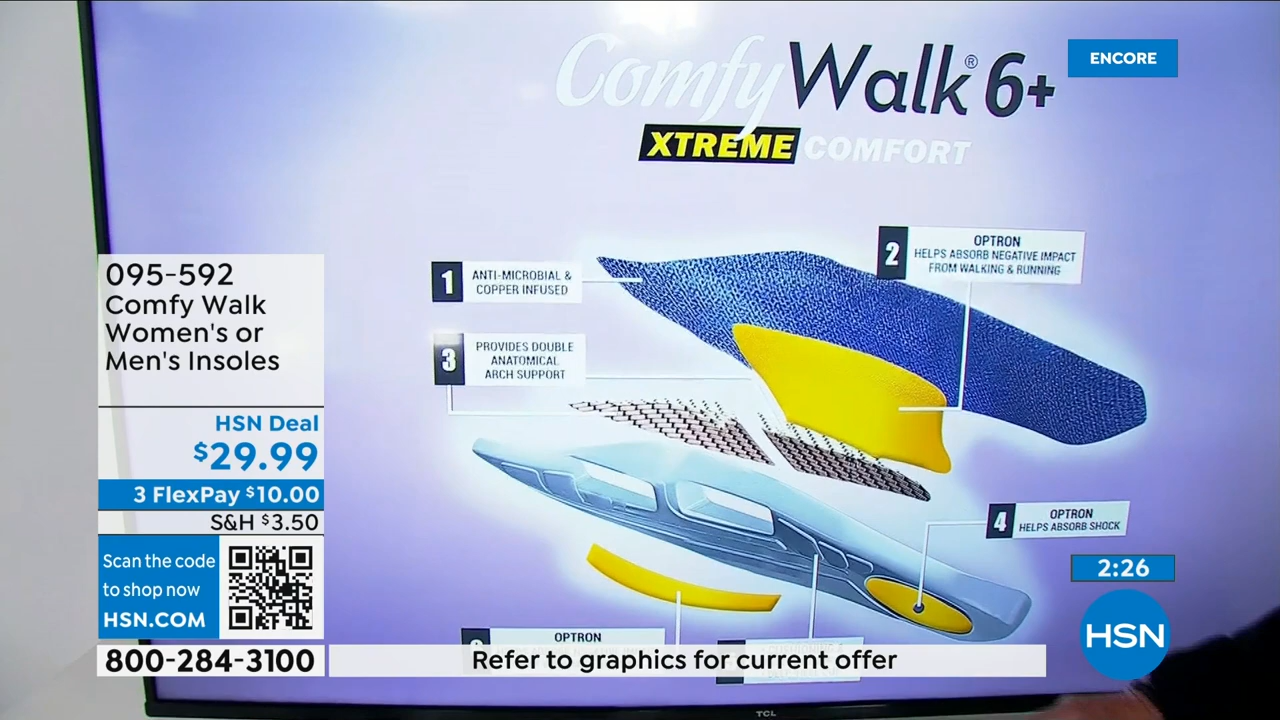 Comfy Walk® 6+
XTREME COMFORT
ENCORE
1
ANTI-MICROBIAL &
COPPER INFUSED
2
OPTRON
HELPS ABSORB NEGATIVE IMPACT
FROM WALKING & RUNNING
3
PROVIDES DOUBLE
ANATOMICAL
ARCH SUPPORT
4
OPTRON
HELPS ABSORB SHOCK
OPTRON
095-592
Comfy Walk
Women's or
Men's Insoles
HSN Deal
$29.99
3 FlexPay $10.00
S&H $3.50
Scan the code
to shop now
HSN.COM
800-284-3100
Refer to graphics for current offer
2:26
HSN
TCL